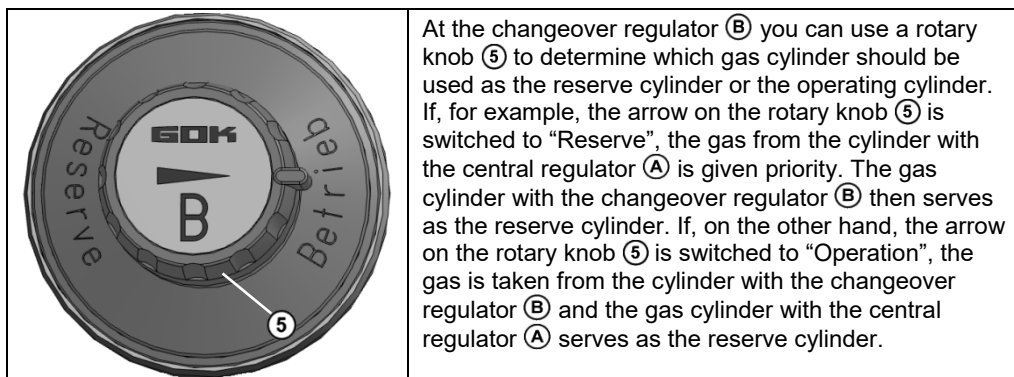 GOK
Reserve
Betrieb
B
5
At the changeover regulator Ⓑ you can use a rotary
knob ⑤ to determine which gas cylinder should be
used as the reserve cylinder or the operating cylinder.
If, for example, the arrow on the rotary knob ⑤ is
switched to “Reserve”, the gas from the cylinder with
the central regulator Ⓐ is given priority. The gas
cylinder with the changeover regulator Ⓑ then serves
as the reserve cylinder. If, on the other hand, the arrow
on the rotary knob ⑤ is switched to “Operation”, the
gas is taken from the cylinder with the changeover
regulator Ⓑ and the gas cylinder with the central
regulator Ⓐ serves as the reserve cylinder.